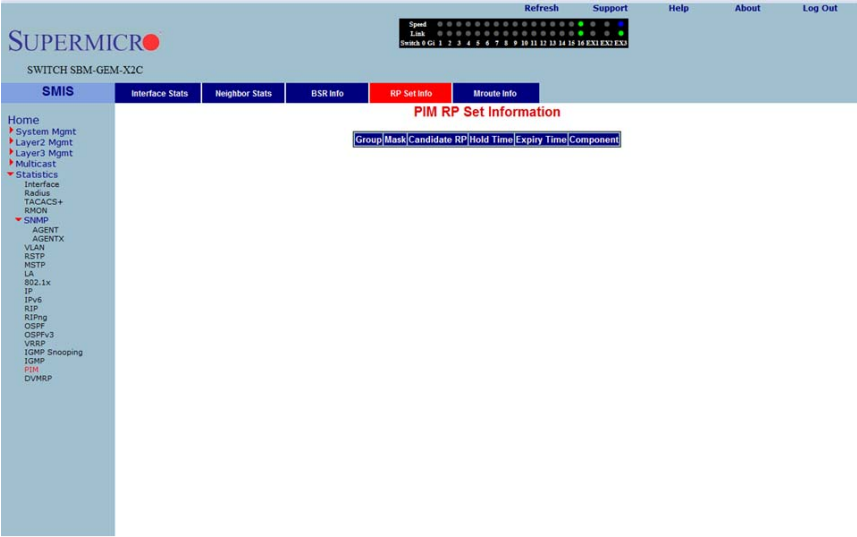 Refresh Support Help About Log Out
Speed
Link
Switch 0 Gi 1 2 3 4 5 6 7 8 9 10 11 12 13 14 15 16 EX1 EX2 EX3
SUPERMICRO
SWITCH SBM-GEM-X2C
SMIS
Interface Stats Neighbor Stats BSR Info RP Set Info Mroute Info
PIM RP Set Information
Group Mask Candidate RP Hold Time Expiry Time Component
Home
System Mgmt
Layer2 Mgmt
Layer3 Mgmt
Multicast
Statistics
Interface
Radius
TACACS+
RMON
SNMP
AGENT
AGENTX
VLAN
RSTP
MSTP
LA
802.1x
IP
IPv6
RIP
RIPng
OSPF
OSPFv3
VRRP
IGMP Snooping
IGMP
PIM
DVMRP